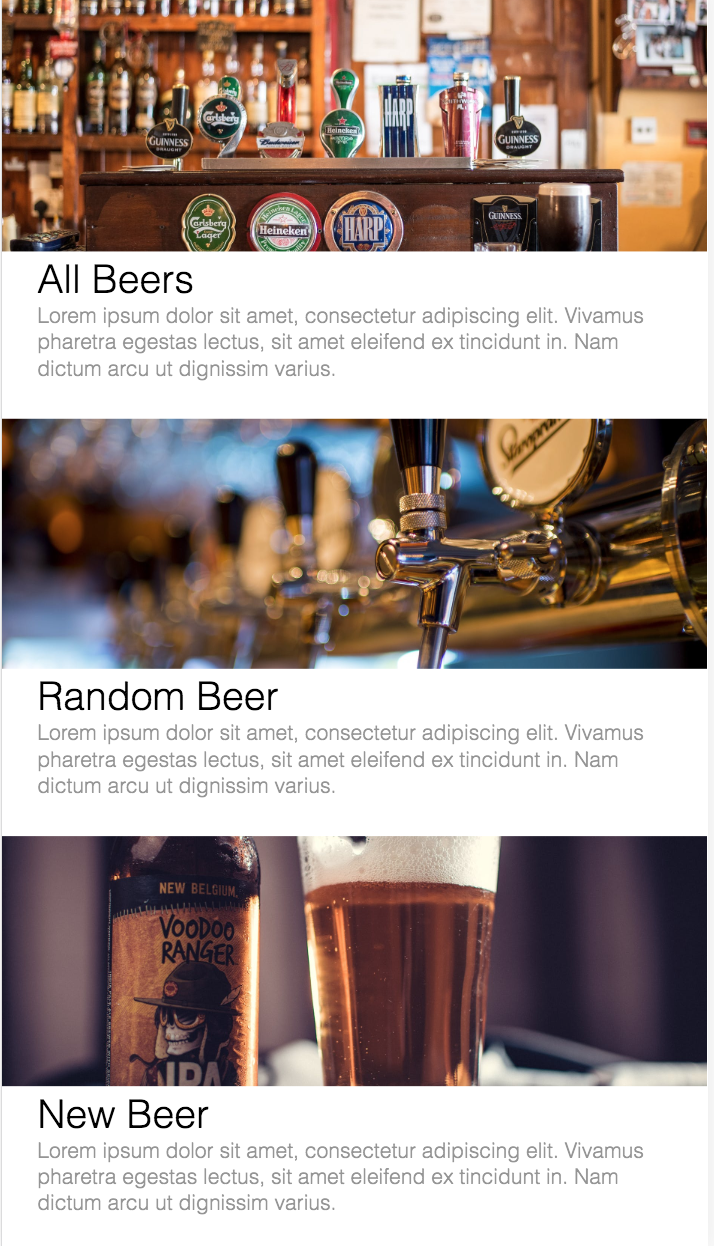 GUINNESS
DRAUGHT
Carlsberg
Budweiser
Heineken
HARP
GUINNESS
DRAUGHT
Carlsberg
Lager
Heineken Lager
Heineken
HARP
GUINNESS
All Beers
Lorem ipsum dolor sit amet, consectetur adipiscing elit. Vivamus
pharetra egestas lectus, sit amet eleifend ex tincidunt in. Nam
dictum arcu ut dignissim varius.
Random Beer
Lorem ipsum dolor sit amet, consectetur adipiscing elit. Vivamus
pharetra egestas lectus, sit amet eleifend ex tincidunt in. Nam
dictum arcu ut dignissim varius.
NEW BELGIUM
VOODOO
RANGER
IPA
New Beer
Lorem ipsum dolor sit amet, consectetur adipiscing elit. Vivamus
pharetra egestas lectus, sit amet eleifend ex tincidunt in. Nam
dictum arcu ut dignissim varius.